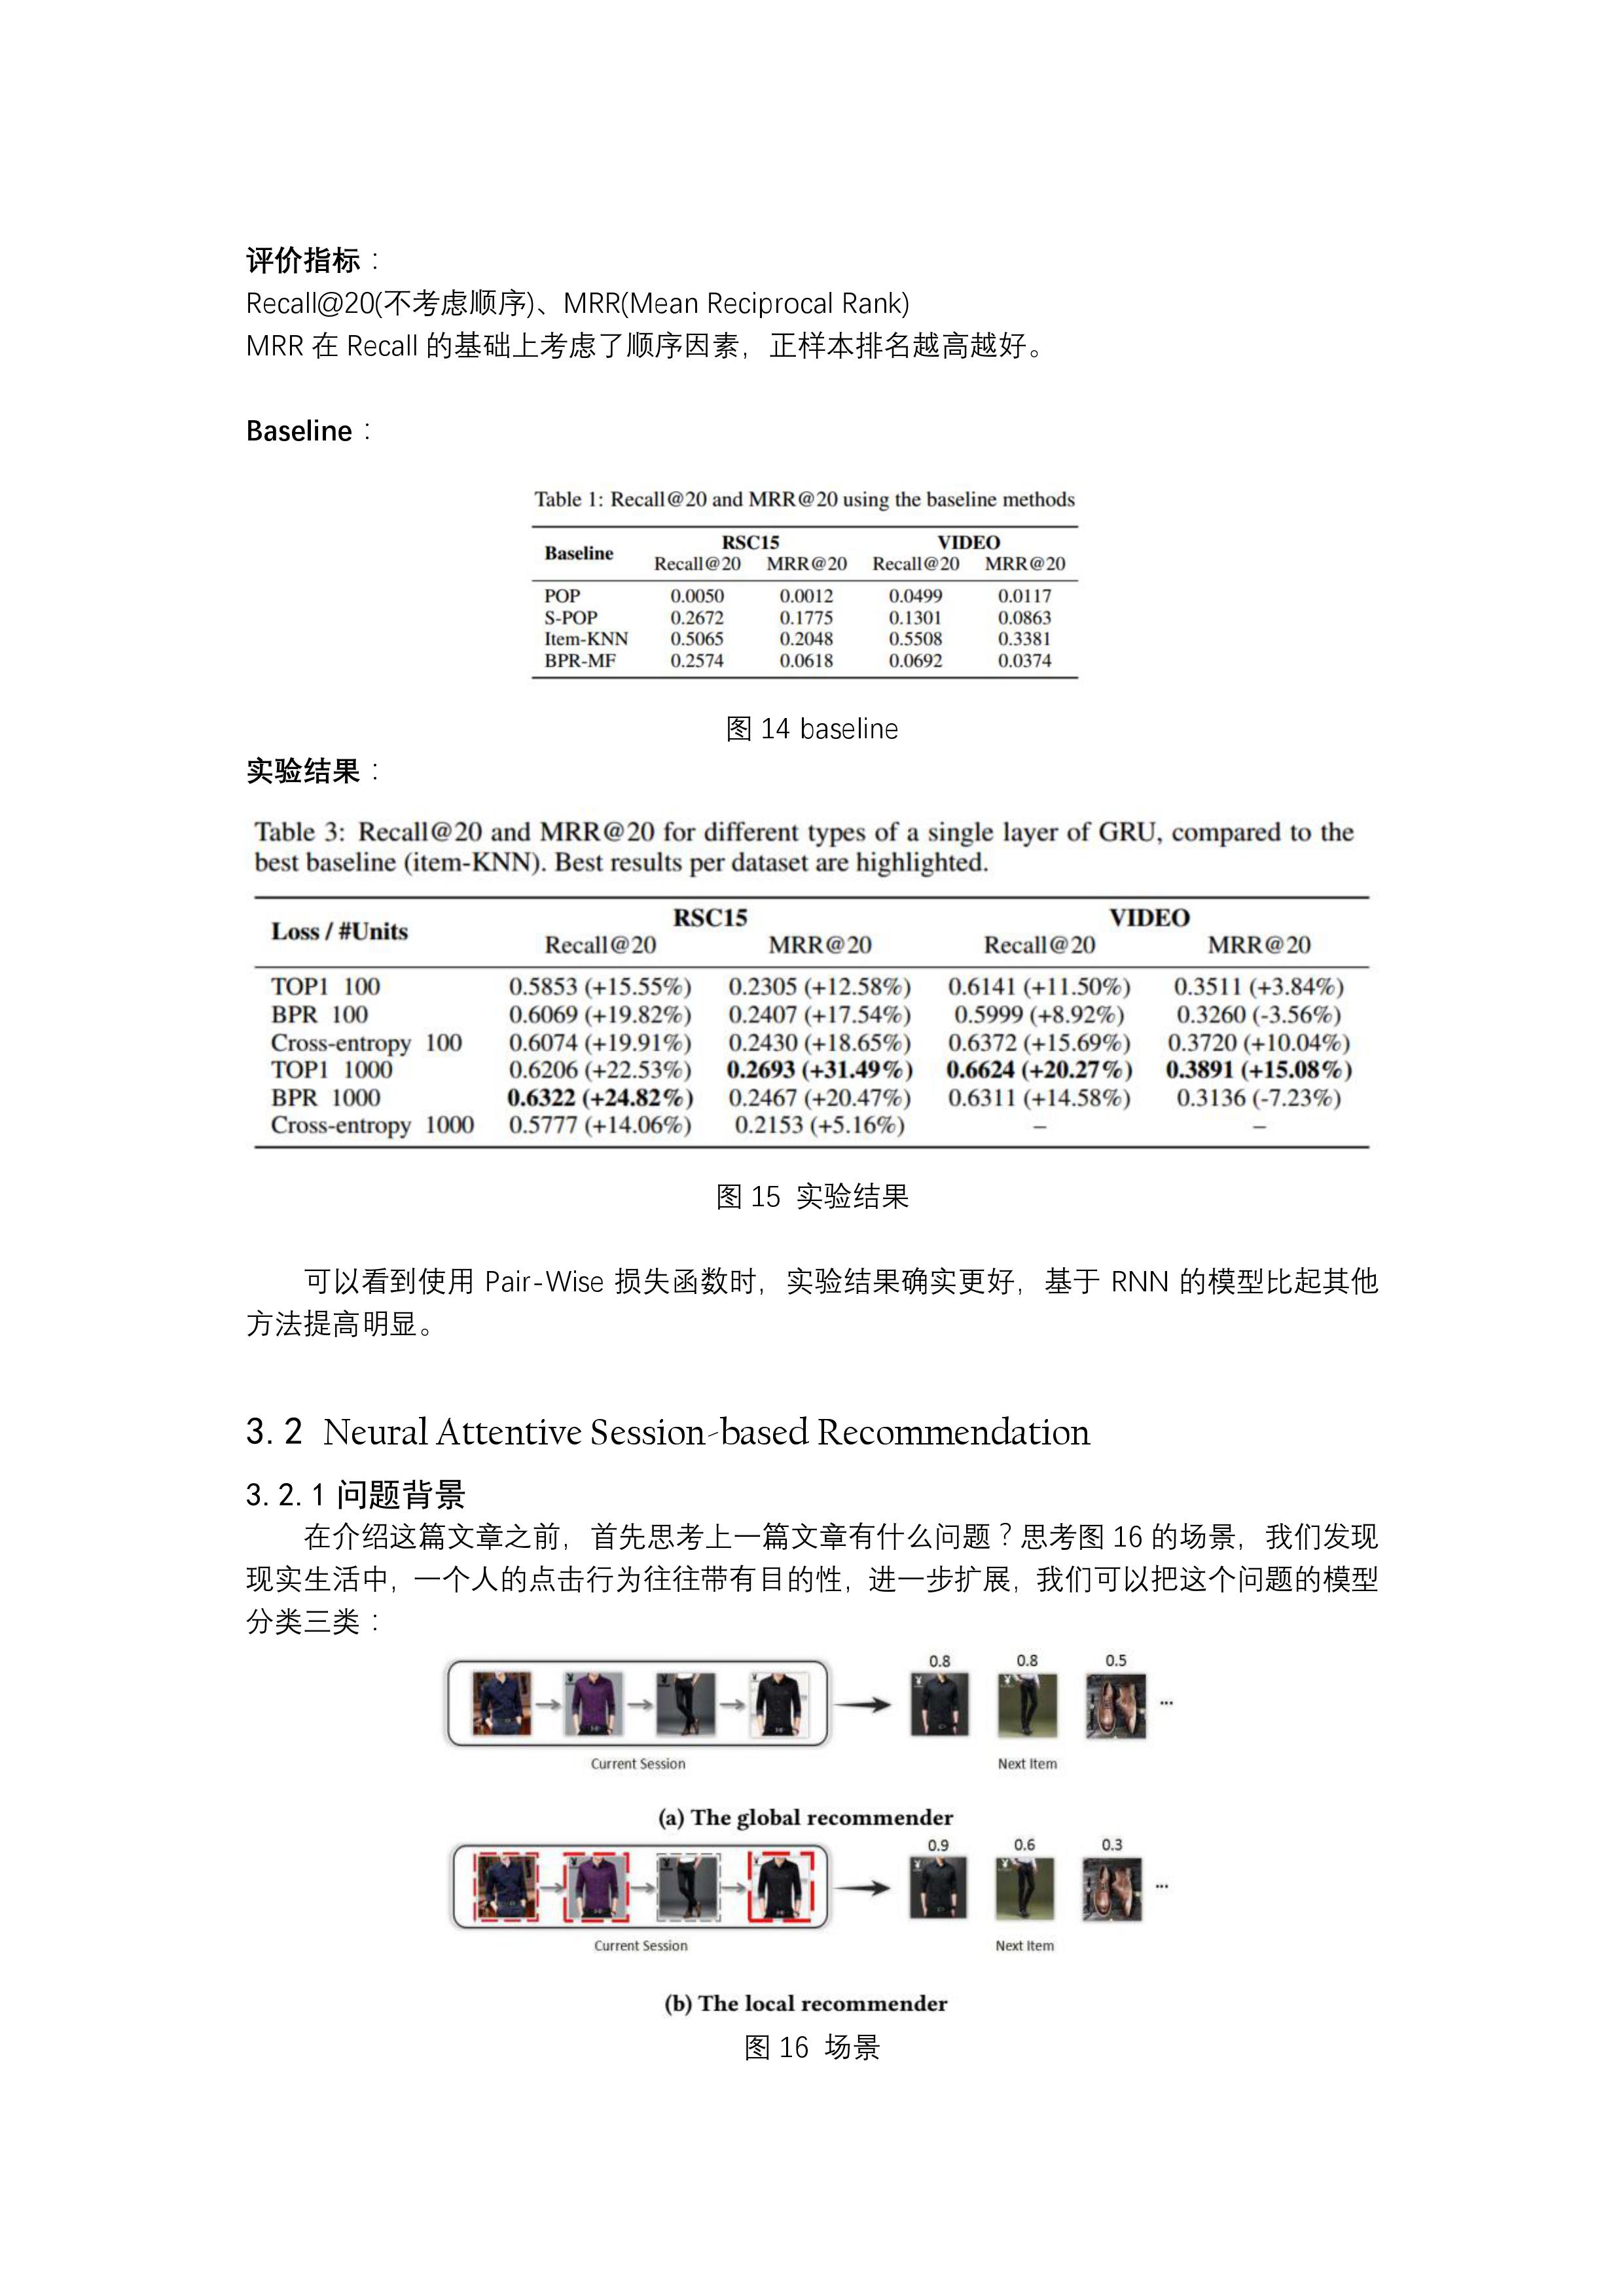 评价指标：
Recall@20(不考虑顺序)、MRR(Mean Reciprocal Rank)
MRR 在 Recall 的基础上考虑了顺序因素，正样本排名越高越好。
Baseline：
Table 1: Recall@20 and MRR@20 using the baseline methods
Baseline RSC15 VIDEO
Recall@20 MRR@20 Recall@20 MRR@20
POP 0.0050 0.0012 0.0499 0.0117
S-POP 0.2672 0.1775 0.1301 0.0863
Item-KNN 0.5065 0.2048 0.5508 0.3381
BPR-MF 0.2574 0.0618 0.0692 0.0374
图 14 baseline
实验结果：
Table 3: Recall@20 and MRR@20 for different types of a single layer of GRU, compared to the
best baseline (item-KNN). Best results per dataset are highlighted.
Loss / #Units RSC15 VIDEO
Recall@20 MRR@20 Recall@20 MRR@20
TOP1 100 0.5853 (+15.55%) 0.2305 (+12.58%) 0.6141 (+11.50%) 0.3511 (+3.84%)
BPR 100 0.6069 (+19.82%) 0.2407 (+17.54%) 0.5999 (+8.92%) 0.3260 (-3.56%)
Cross-entropy 100 0.6074 (+19.91%) 0.2430 (+18.65%) 0.6372 (+15.69%) 0.3720 (+10.04%)
TOP1 1000 0.6206 (+22.53%) 0.2693 (+31.49%) 0.6624 (+20.27%) 0.3891 (+15.08%)
BPR 1000 0.6322 (+24.82%) 0.2467 (+20.47%) 0.6311 (+14.58%) 0.3136 (-7.23%)
Cross-entropy 1000 0.5777 (+14.06%) 0.2153 (+5.16%) – –
图 15 实验结果
可以看到使用 Pair-Wise 损失函数时，实验结果确实更好，基于 RNN 的模型比起其他
方法提高明显。
3.2 Neural Attentive Session-based Recommendation
3.2.1 问题背景
在介绍这篇文章之前，首先思考上一篇文章有什么问题？思考图 16 的场景，我们发现
现实生活中，一个人的点击行为往往带有目的性，进一步扩展，我们可以把这个问题的模型
分类三类：
0.8 0.8 0.5
...
Current Session Next Item
(a) The global recommender
0.9 0.6 0.3
...
Current Session Next Item
(b) The local recommender
图 16 场景